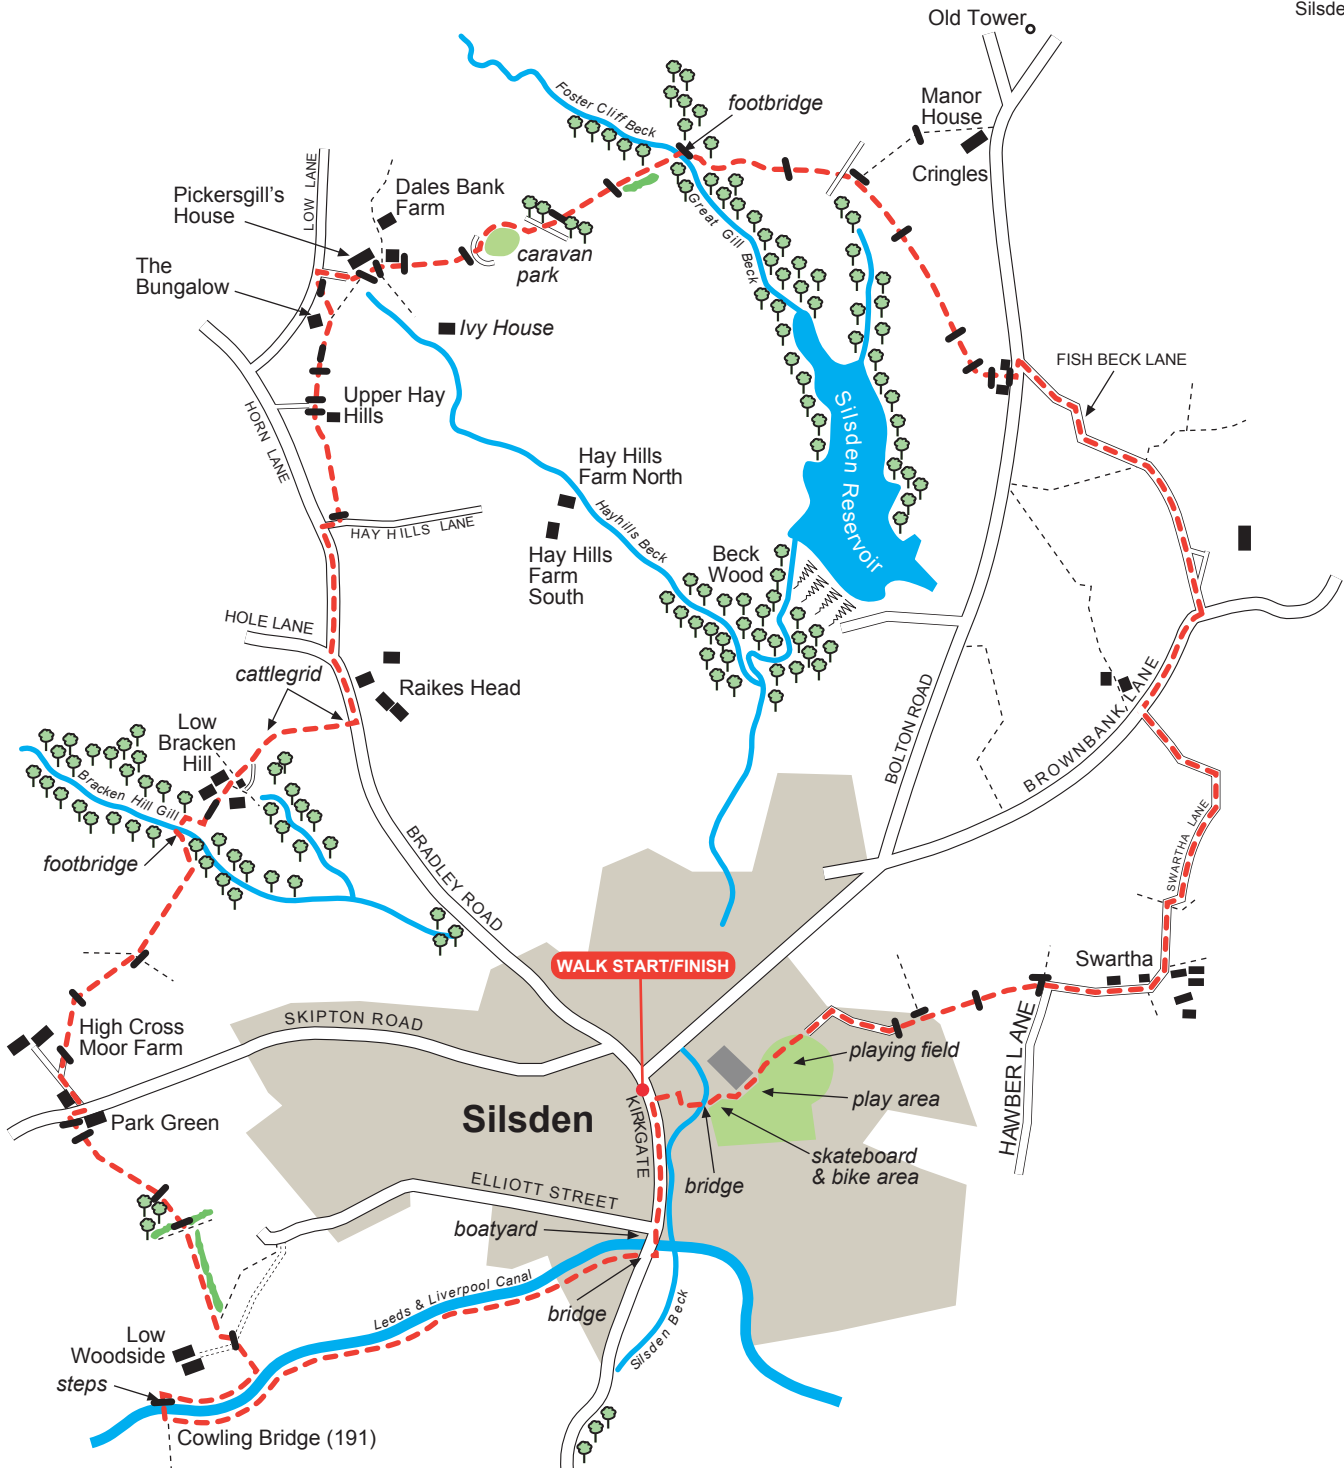 Silsde
Old Tower
footbridge
Foster Cliff Beck
Manor
House
Cringles
LOW LANE
Pickersgill's
House
Dales Bank
Farm
Great Gill Beck
The
Bungalow
caravan
park
Ivy House
FISH BECK LANE
Upper Hay
Hills
HORN LANE
Silsden Reservoir
Hay Hills
Farm North
HAY HILLS LANE
Hayhills Beck
Hay Hills
Farm
South
Beck
Wood
HOLE LANE
cattlegrid
Raikes Head
Low
Bracken
Hill
BOLTON ROAD
BROWNBANK LANE
Bracken Hill Gill
footbridge
BRADLEY ROAD
SWARTHA LANE
WALK START/FINISH
Swartha
SKIPTON ROAD
High Cross
Moor Farm
HAWBER LANE
playing field
play area
Park Green
Silsden
KIRKGATE
skateboard
& bike area
bridge
ELLIOTT STREET
boatyard
Leeds & Liverpool Canal
bridge
Silsden Beck
Low
Woodside
steps
Cowling Bridge (191)